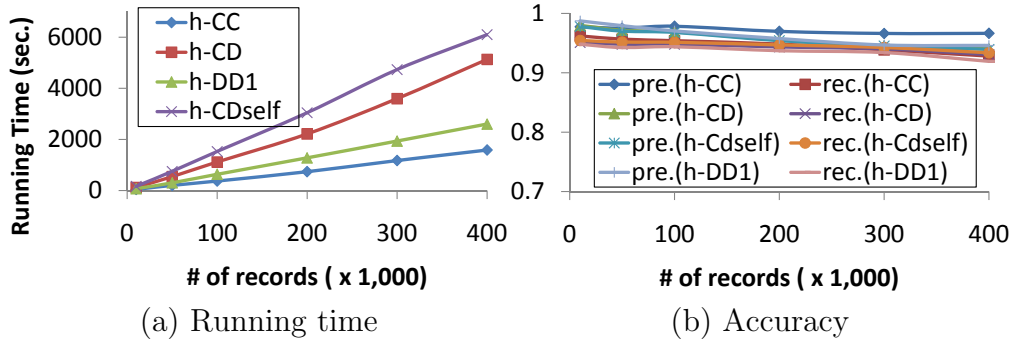 Running Time (sec.)
6000
4000
2000
0
h-CC
h-CD
h-DD1
h-CDself
0 100 200 300 400
# of records ( x 1,000)
(a) Running time
1
0.9
0.8
0.7
pre.(h-CC) rec.(h-CC)
pre.(h-CD) rec.(h-CD)
pre.(h-Cdself) rec.(h-Cdself)
pre.(h-DD1) rec.(h-DD1)
0 100 200 300 400
# of records ( x 1,000)
(b) Accuracy